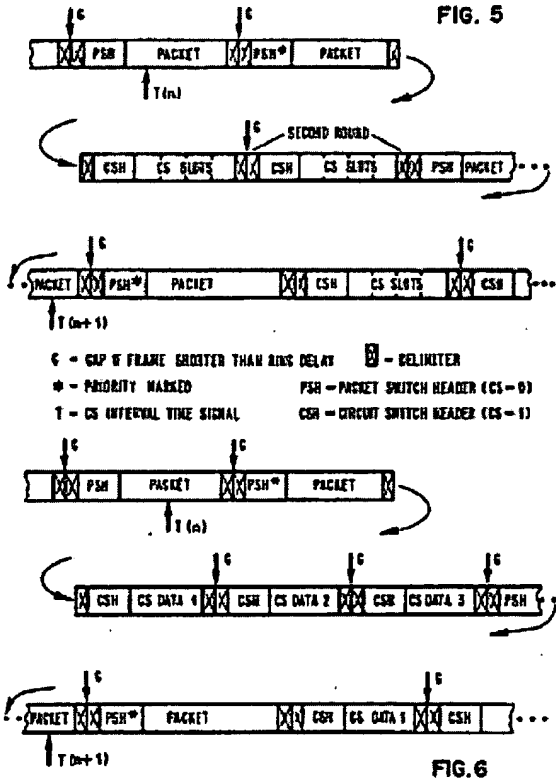 FIG. 5
G G
PSH PACKET PSH* PACKET
T(n)
G SECOND ROUND
CSH CS SLOTS CSH CS SLOTS PSH PACKET
G G
PACKET PSH* PACKET CSH CS SLOTS CSH
T(n+1)
G = GAP IF FRAME SHORTER THAN RING DELAY = DELIMITER
* = PRIORITY MARKED PSH = PACKET SWITCH HEADER (CS=0)
T = CS INTERVAL TIME SIGNAL CSH = CIRCUIT SWITCH HEADER (CS=1)
G G
PSH PACKET PSH* PACKET
T(n)
G G G
CSH CS DATA 1 CSH CS DATA 2 CSH CS DATA 3 PSH
G G
PACKET PSH* PACKET CSH CS DATA 1 CSH
T(n+1)
FIG.6